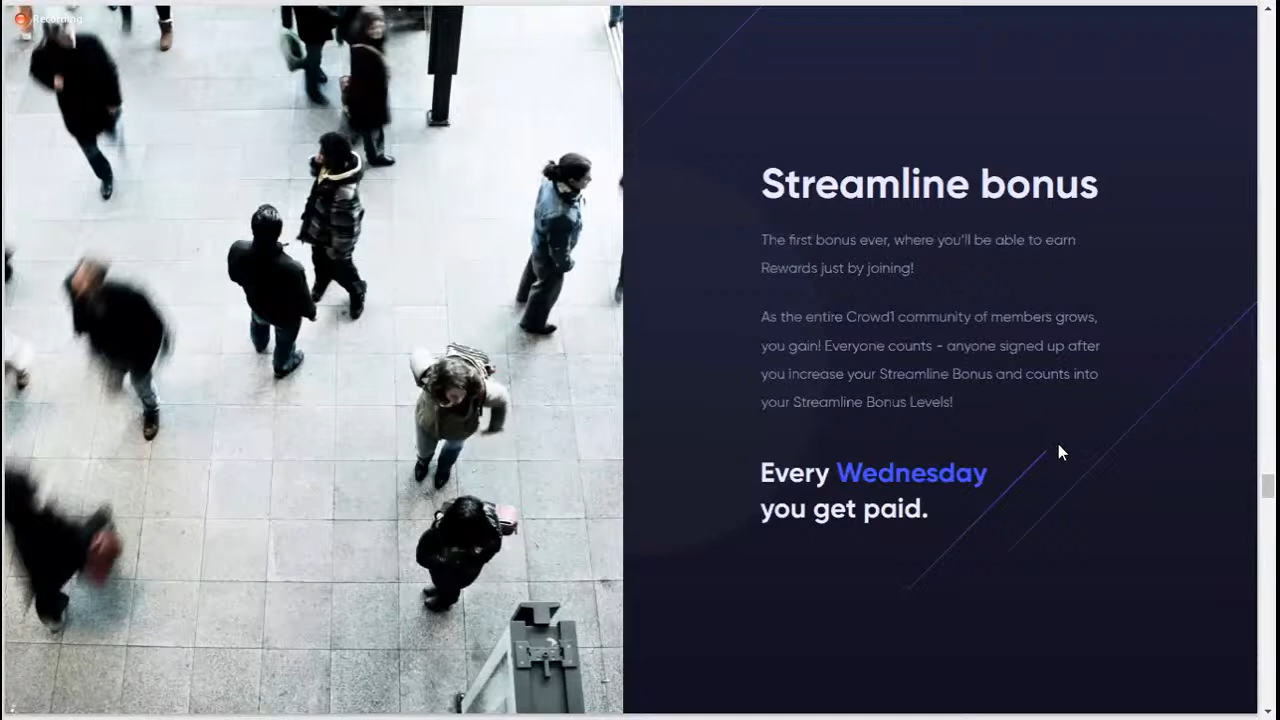 Recording
Streamline bonus
The first bonus ever, where you'll be able to earn
Rewards just by joining!
As the entire Crowd1 community of members grows,
you gain! Everyone counts - anyone signed up after
you increase your Streamline Bonus and counts into
your Streamline Bonus Levels!
Every Wednesday
you get paid.